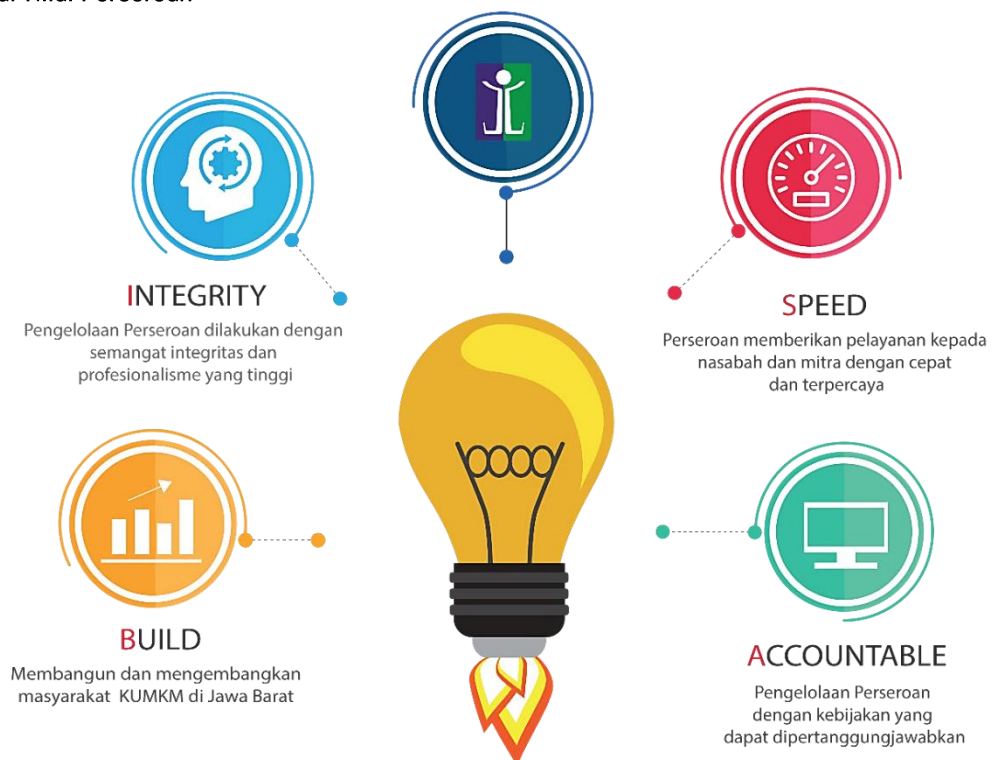 Perseroan
INTEGRITY
Pengelolaan Perseroan dilakukan dengan
semangat integritas dan
profesionalisme yang tinggi
SPEED
Perseroan memberikan pelayanan kepada
nasabah dan mitra dengan cepat
dan terpercaya
BUILD
Membangun dan mengembangkan
masyarakat KUMKM di Jawa Barat
ACCOUNTABLE
Pengelolaan Perseroan
dengan kebijakan yang
dapat dipertanggungjawabkan